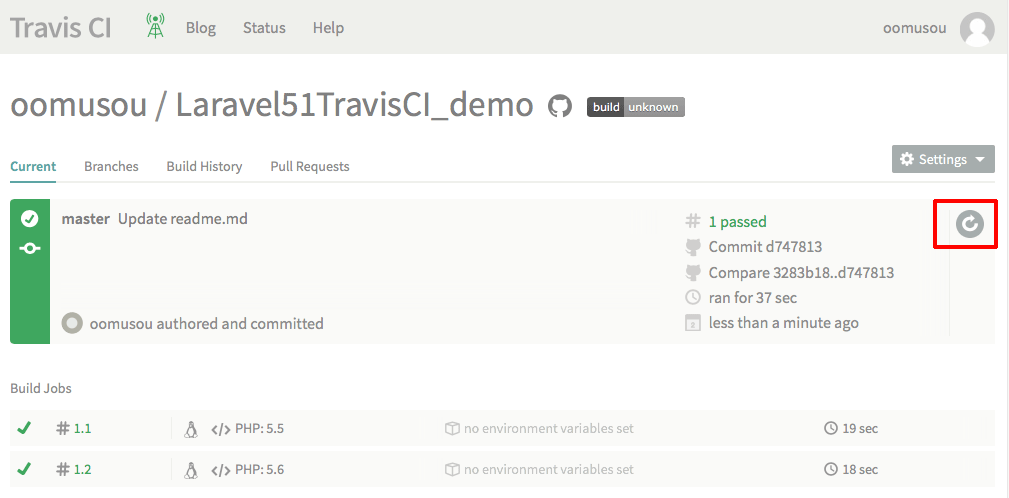 Travis CI Blog Status Help oomusou
oomusou / Laravel51TravisCI_demo build unknown
Current Branches Build History Pull Requests Settings
master Update readme.md
# 1 passed
Commit d747813
Compare 3283b18..d747813
ran for 37 sec
oomusou authored and committed
less than a minute ago
Build Jobs
# 1.1 </> PHP: 5.5 no environment variables set 19 sec
# 1.2 </> PHP: 5.6 no environment variables set 18 sec